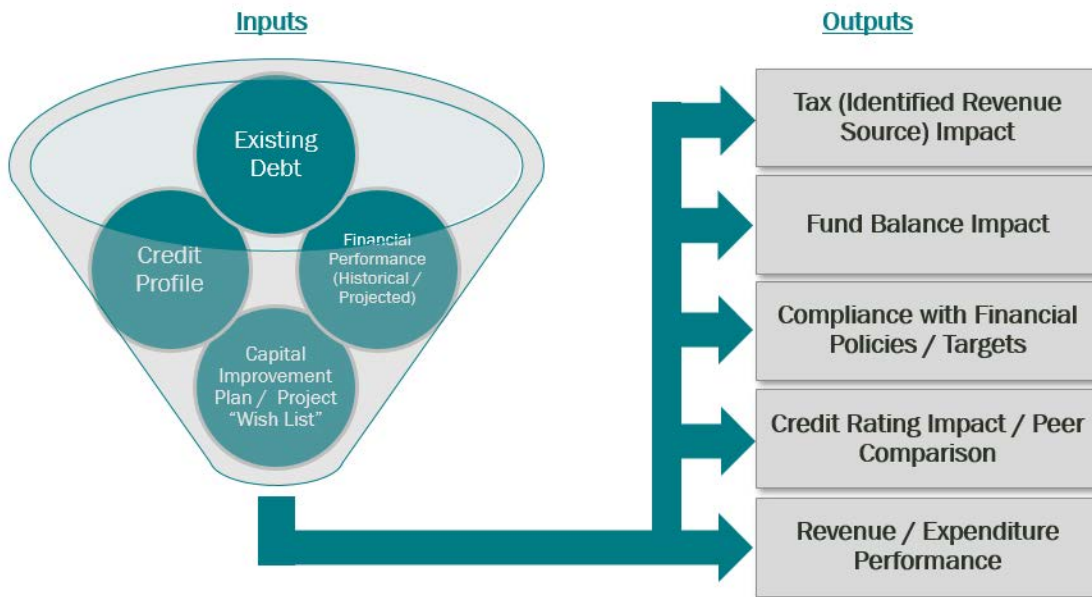 Inputs
Existing
Debt
Credit
Profile
Financial
Performance
(Historical /
Projected)
Capital
Improvement
Plan / Project
“Wish List”
Outputs
Tax (Identified Revenue
Source) Impact
Fund Balance Impact
Compliance with Financial
Policies / Targets
Credit Rating Impact / Peer
Comparison
Revenue / Expenditure
Performance